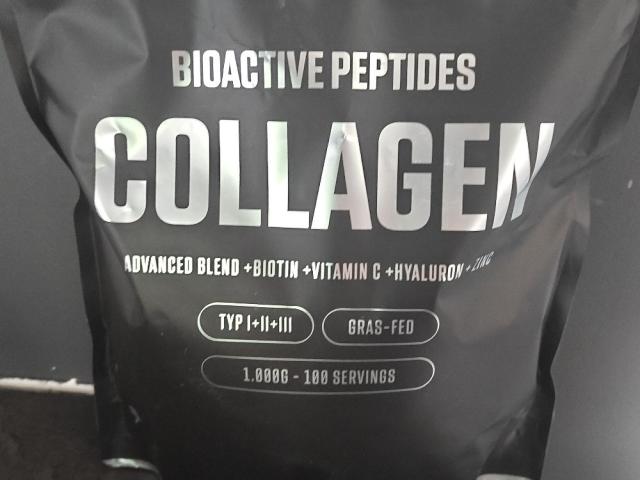 BIOACTIVE PEPTIDES
COLLAGEN
ADVANCED BLEND +BIOTIN +VITAMIN C +HYALURON + ZINC
TYP I+II+III GRAS-FED
1.000G - 100 SERVINGS